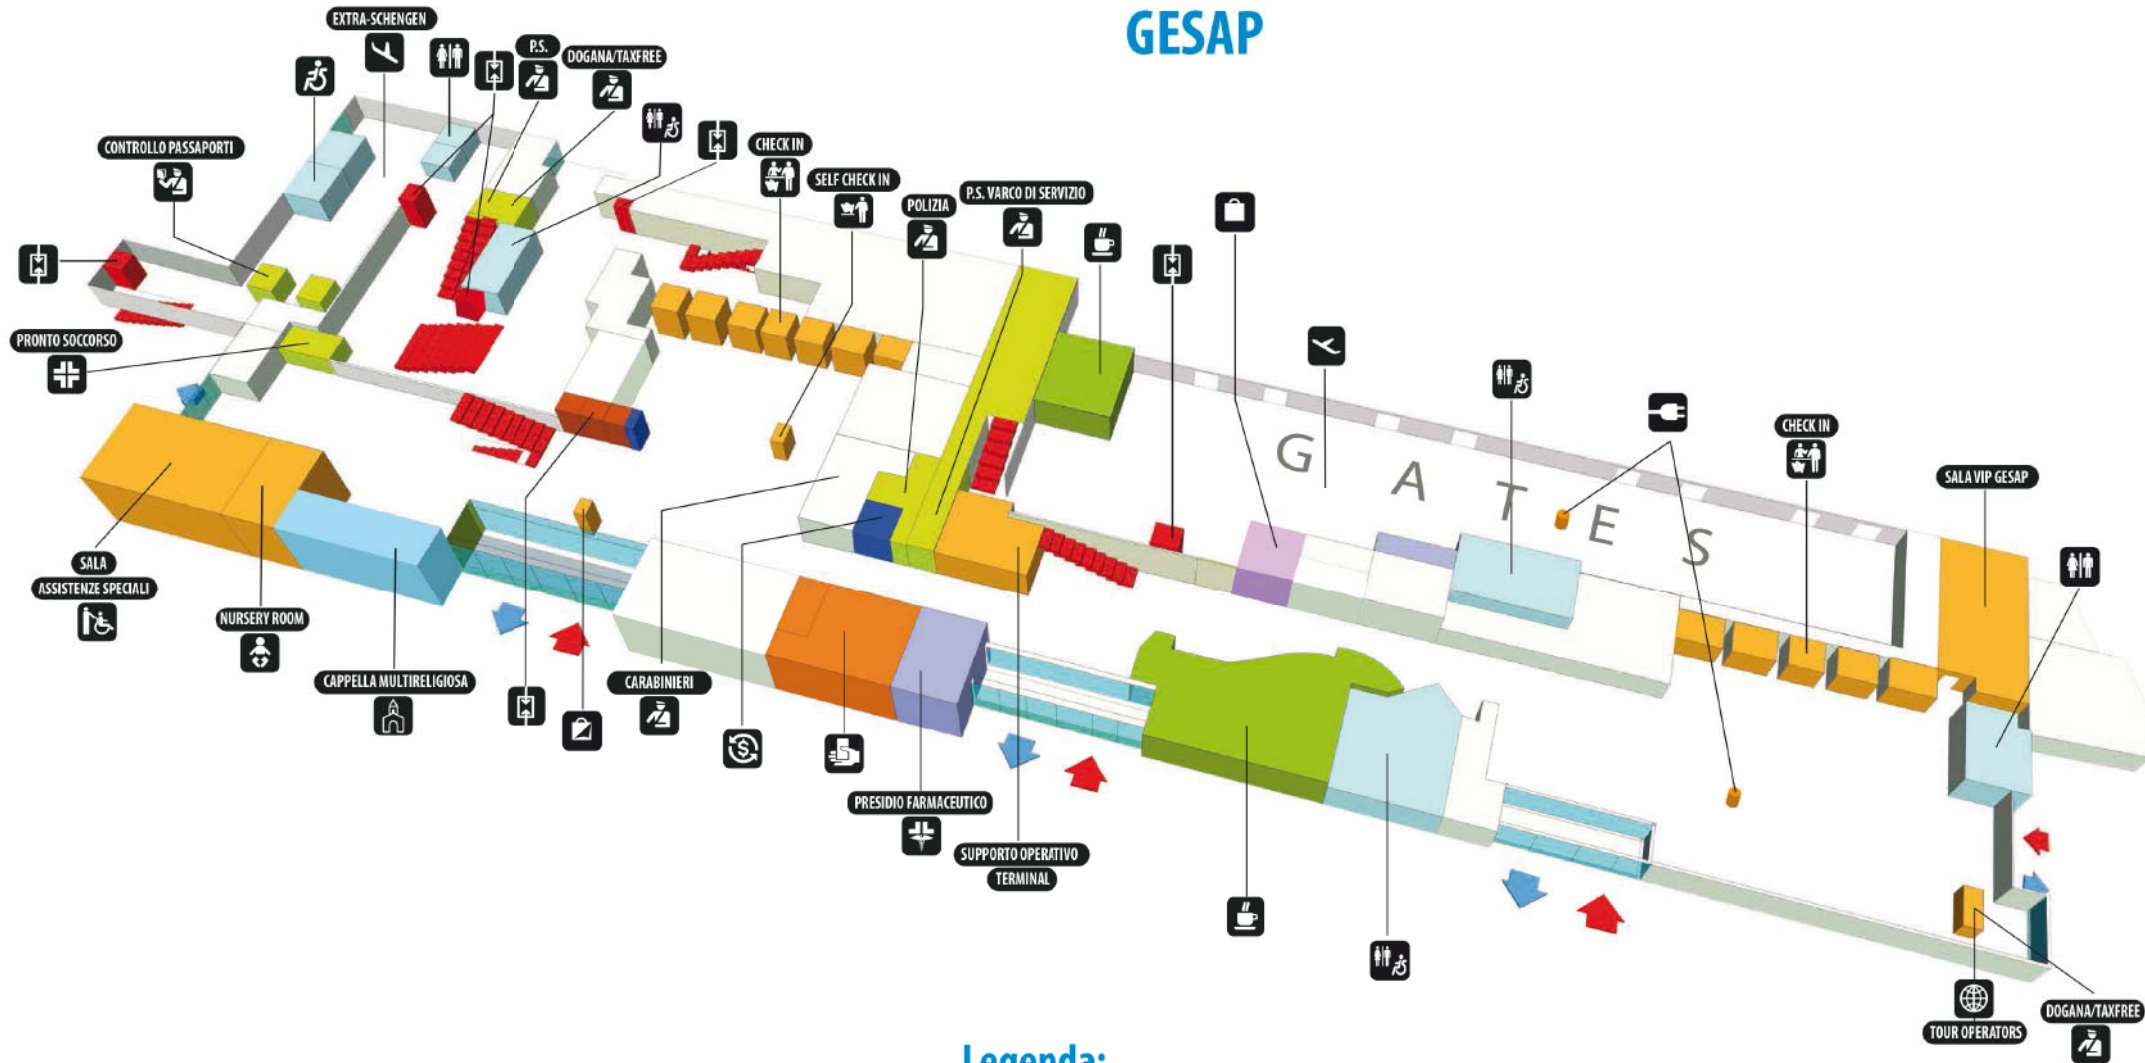 GESAP
EXTRA-SCHENGEN
P.S.
DOGANA/TAXFREE
CONTROLLO PASSAPORTI
CHECK IN
SELF CHECK IN
POLIZIA
P.S. VARCO DI SERVIZIO
PRONTO SOCCORSO
GATES
CHECK IN
SALA VIP GESAP
SALA
ASSISTENZE SPECIALI
NURSERY ROOM
CAPPELLA MULTIRELIGIOSA
CARABINIERI
PRESIDIO FARMACEUTICO
SUPPORTO OPERATIVO
TERMINAL
TOUR OPERATORS
DOGANA/TAXFREE
Legenda: